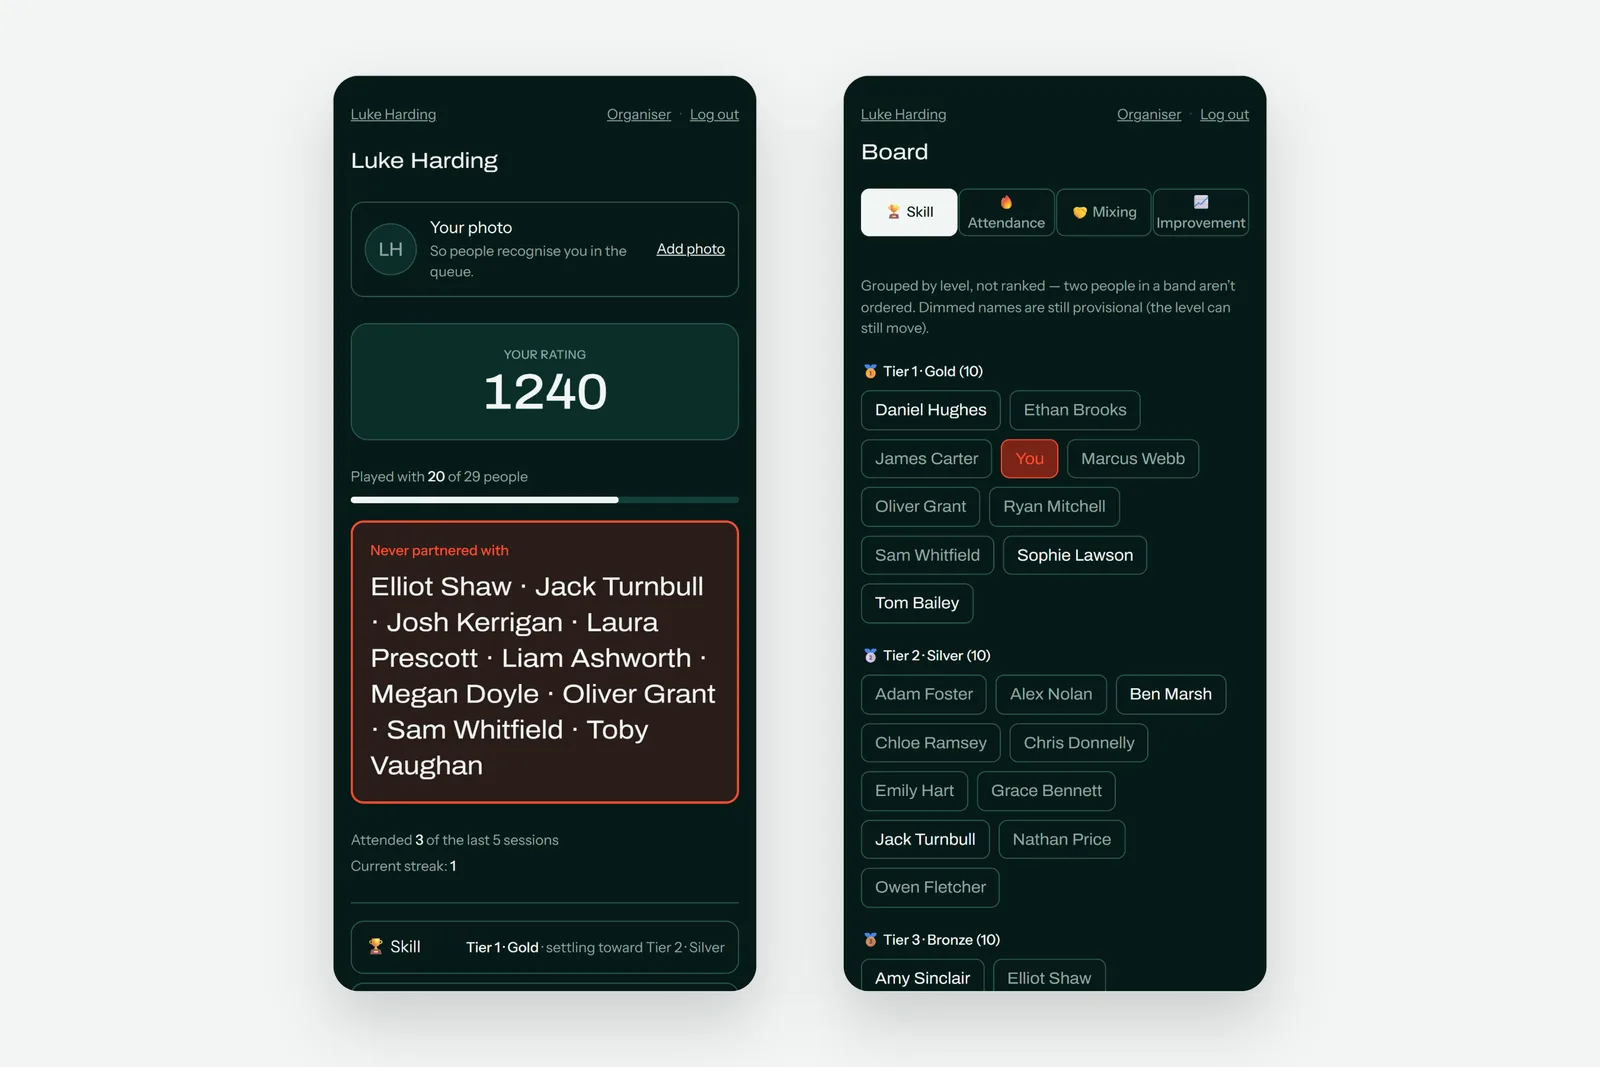 Luke Harding
Organiser · Log out
Luke Harding
LH
Your photo
So people recognise you in the
queue.
Add photo
YOUR RATING
1240
Played with 20 of 29 people
Never partnered with
Elliot Shaw · Jack Turnbull
· Josh Kerrigan · Laura
Prescott · Liam Ashworth ·
Megan Doyle · Oliver Grant
· Sam Whitfield · Toby
Vaughan
Attended 3 of the last 5 sessions
Current streak: 1
Skill
Tier 1 · Gold · settling toward Tier 2 · Silver
Luke Harding
Organiser · Log out
Board
Skill
Attendance
Mixing
Improvement
Grouped by level, not ranked — two people in a band aren't
ordered. Dimmed names are still provisional (the level can
still move).
Tier 1 · Gold (10)
Daniel Hughes
Ethan Brooks
James Carter
You
Marcus Webb
Oliver Grant
Ryan Mitchell
Sam Whitfield
Sophie Lawson
Tom Bailey
Tier 2 · Silver (10)
Adam Foster
Alex Nolan
Ben Marsh
Chloe Ramsey
Chris Donnelly
Emily Hart
Grace Bennett
Jack Turnbull
Nathan Price
Owen Fletcher
Tier 3 · Bronze (10)
Amy Sinclair
Elliot Shaw